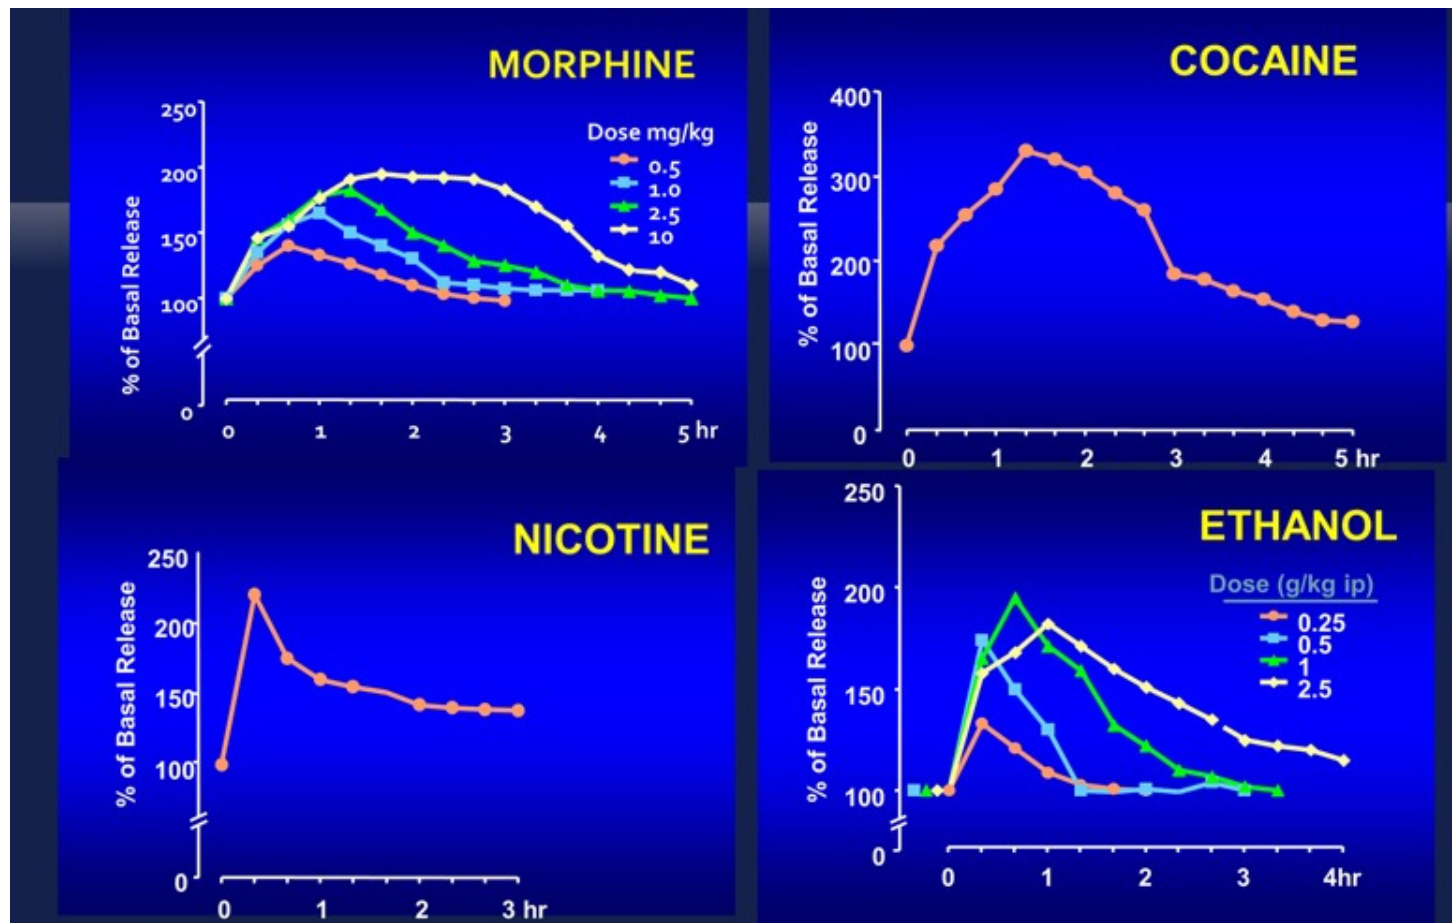 MORPHINE
250
200
150
100
0
% of Basal Release
Dose mg/kg
0.5
1.0
2.5
10
0 1 2 3 4 5 hr
COCAINE
400
300
200
100
0
% of Basal Release
0 1 2 3 4 5 hr
NICOTINE
250
200
150
100
0
% of Basal Release
0 1 2 3 hr
ETHANOL
250
200
150
100
0
% of Basal Release
Dose (g/kg ip)
0.25
0.5
1
2.5
0 1 2 3 4hr